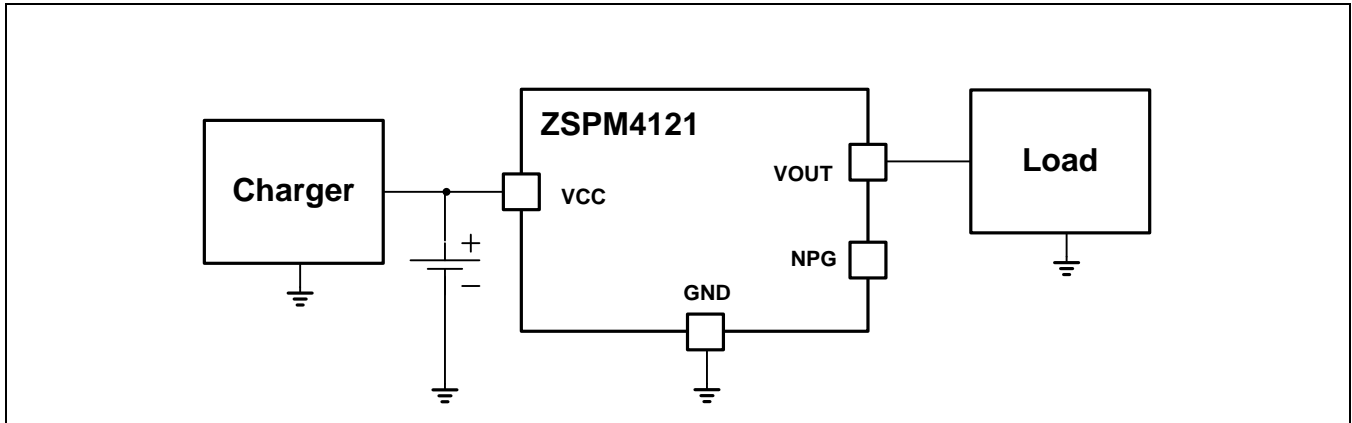 ZSPM4121
Charger
VCC
+
−
VOUT
NPG
GND
Load